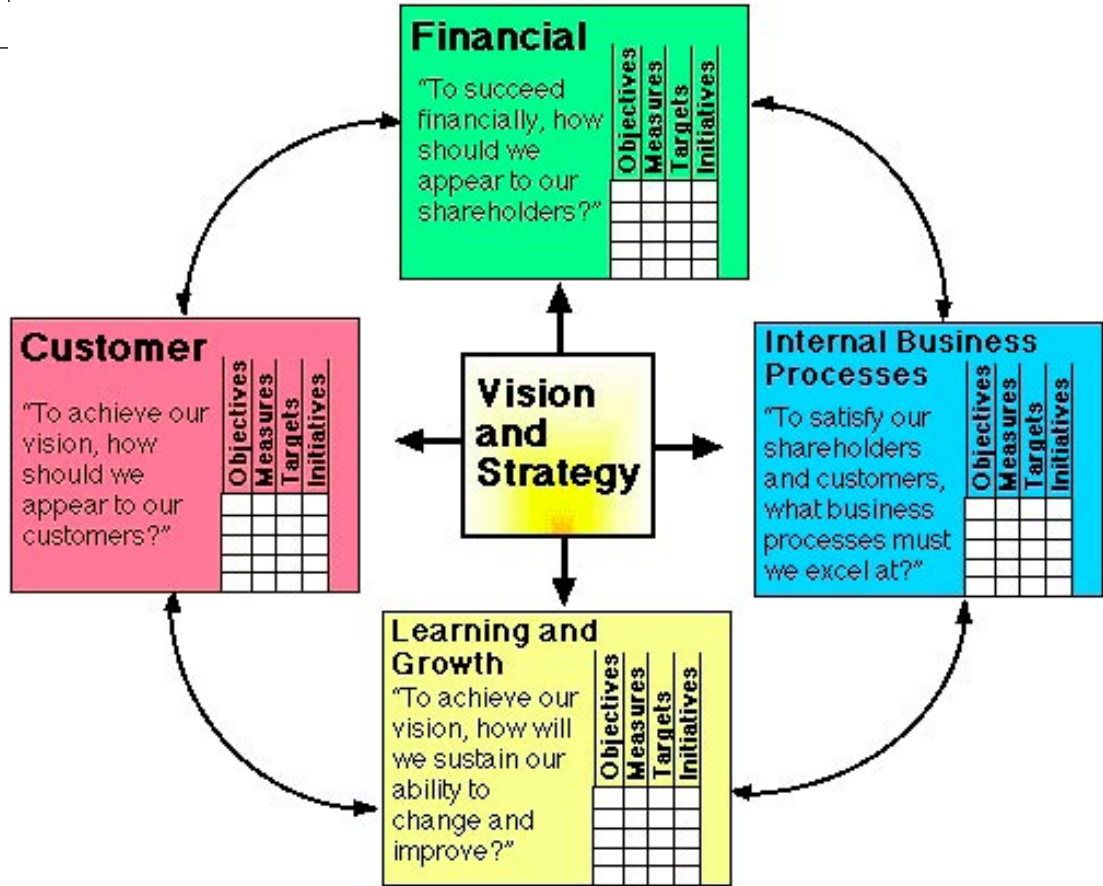 Financial
“To succeed
financially, how
should we
appear to our
shareholders?”
Objectives
Measures
Targets
Initiatives
Customer
“To achieve our
vision, how
should we
appear to our
customers?”
Objectives
Measures
Targets
Initiatives
Vision
and
Strategy
Internal Business
Processes
“To satisfy our
shareholders
and customers,
what business
processes must
we excel at?”
Objectives
Measures
Targets
Initiatives
Learning and
Growth
“To achieve our
vision, how will
we sustain our
ability to
change and
improve?”
Objectives
Measures
Targets
Initiatives